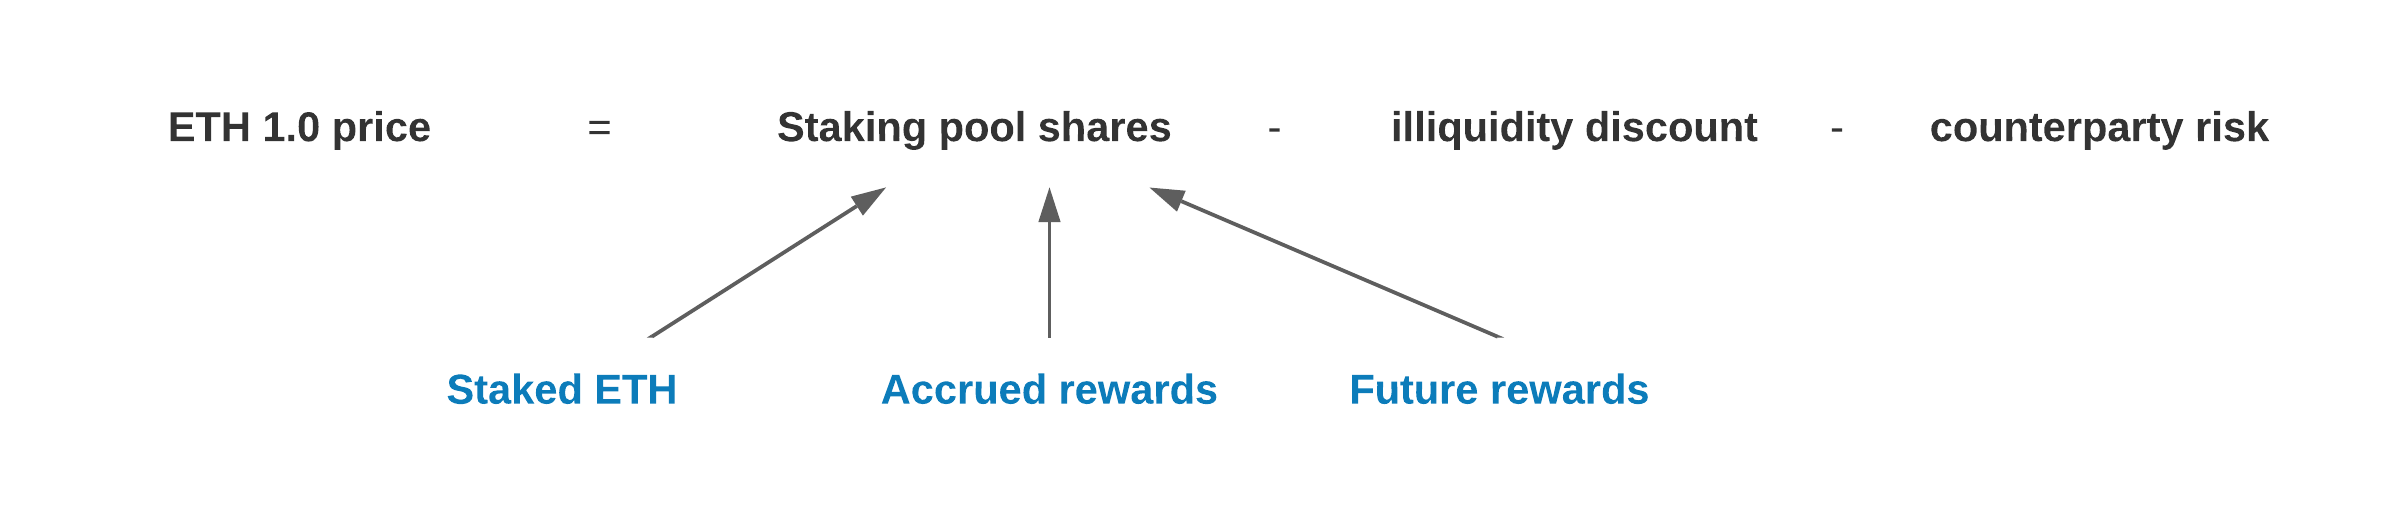 ETH 1.0 price = Staking pool shares - illiquidity discount - counterparty risk
Staked ETH Accrued rewards Future rewards